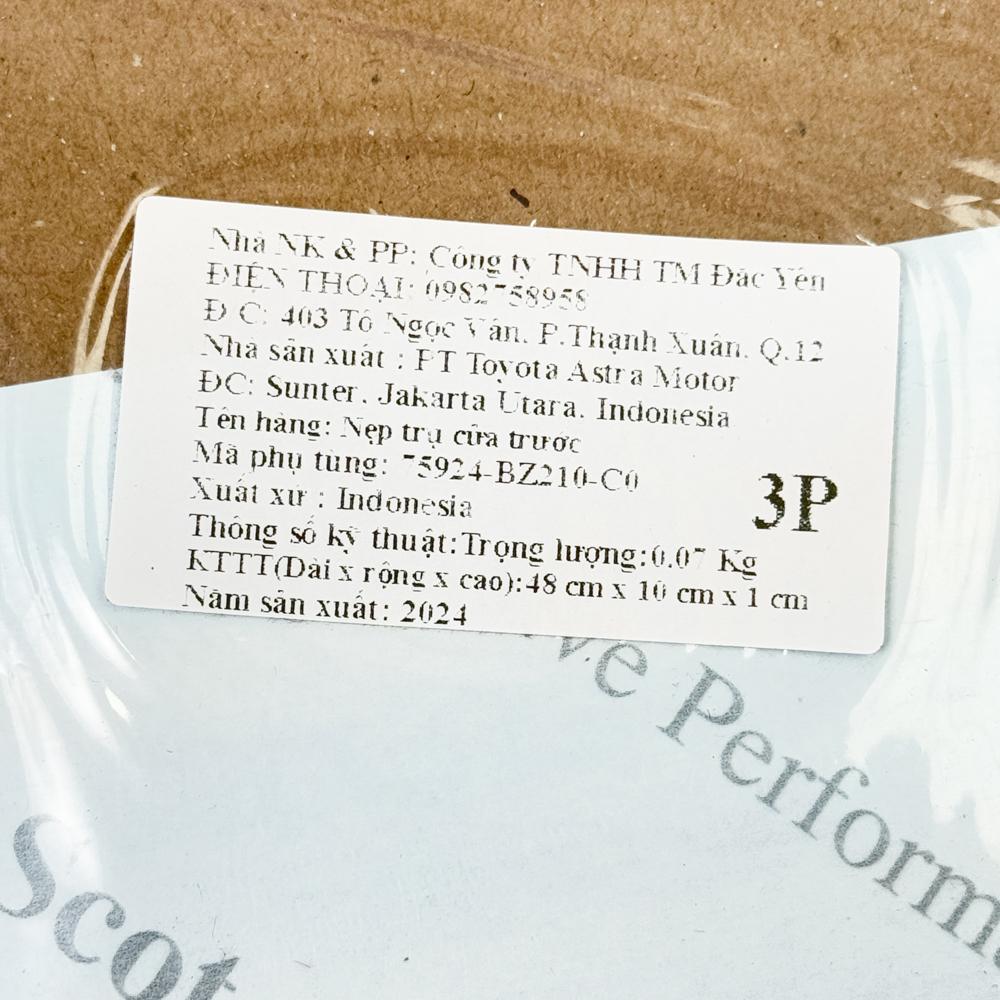 Nhà NK & PP: Công ty TNHH TM Đắc Yên
ĐIỆN THOẠI: 0982758958
Đ C: 403 Tô Ngọc Vân, P.Thạnh Xuân, Q.12
Nhà sản xuất : PT Toyota Astra Motor
ĐC: Sunter, Jakarta Utara, Indonesia
Tên hàng: Nẹp trụ cửa trước
Mã phụ tùng: 75924-BZ210-C0
3P
Xuất xứ : Indonesia
Thông số kỹ thuật:Trọng lượng:0.07 Kg
KTTT(Dài x rộng x cao):48 cm x 10 cm x 1 cm
Năm sản xuất: 2024
ve Perform
Scot